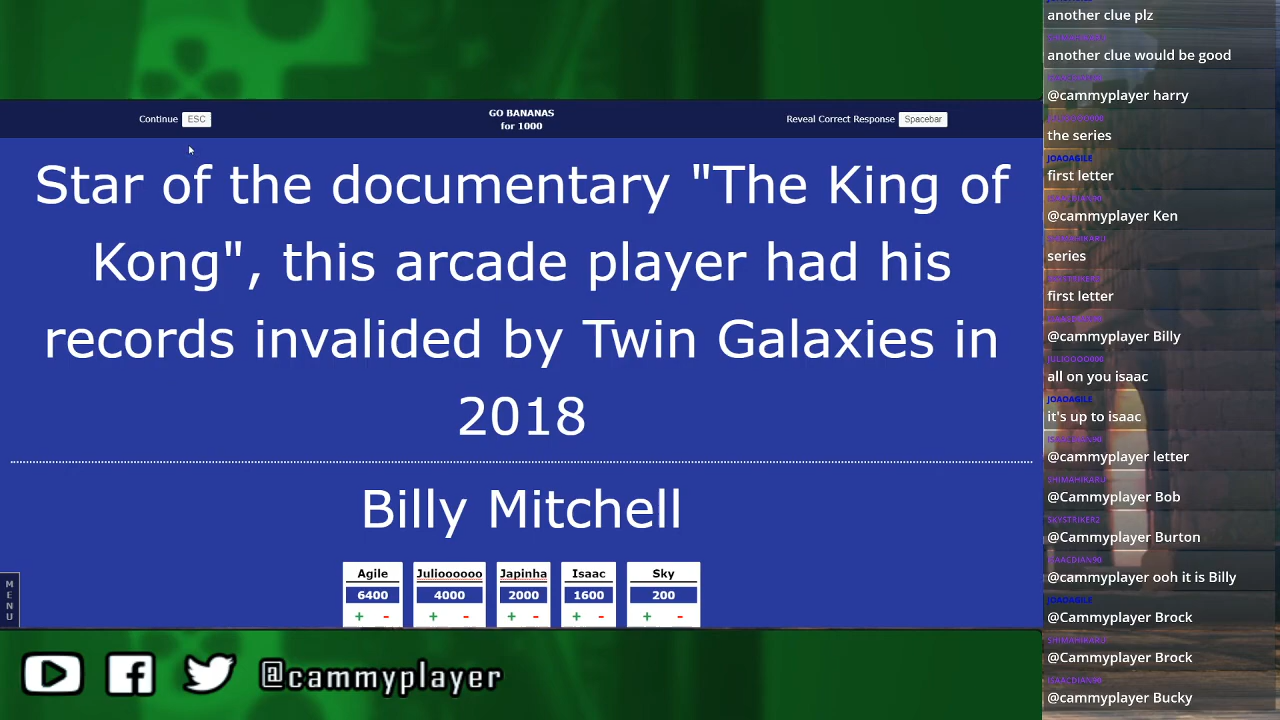 Continue ESC
GO BANANAS
for 1000
Reveal Correct Response Spacebar
Star of the documentary "The King of
Kong", this arcade player had his
records invalided by Twin Galaxies in
2018
Billy Mitchell
Agile
6400
+ -
Julioooooo
4000
+ -
Japinha
2000
+ -
Isaac
1600
+ -
Sky
200
+ -
MENU
@cammyplayer
another clue plz
another clue would be good
@cammyplayer harry
the series
JOAOAGILE
first letter
@cammyplayer Ken
series
first letter
@cammyplayer Billy
all on you isaac
JOAOAGILE
it's up to isaac
@cammyplayer letter
SHIMAHIKARU
@Cammyplayer Bob
SKYSTRIKER2
@Cammyplayer Burton
ISAACDIAN90
@cammyplayer ooh it is Billy
JOAOAGILE
@Cammyplayer Brock
SHIMAHIKARU
@Cammyplayer Brock
ISAACDIAN90
@cammyplayer Bucky